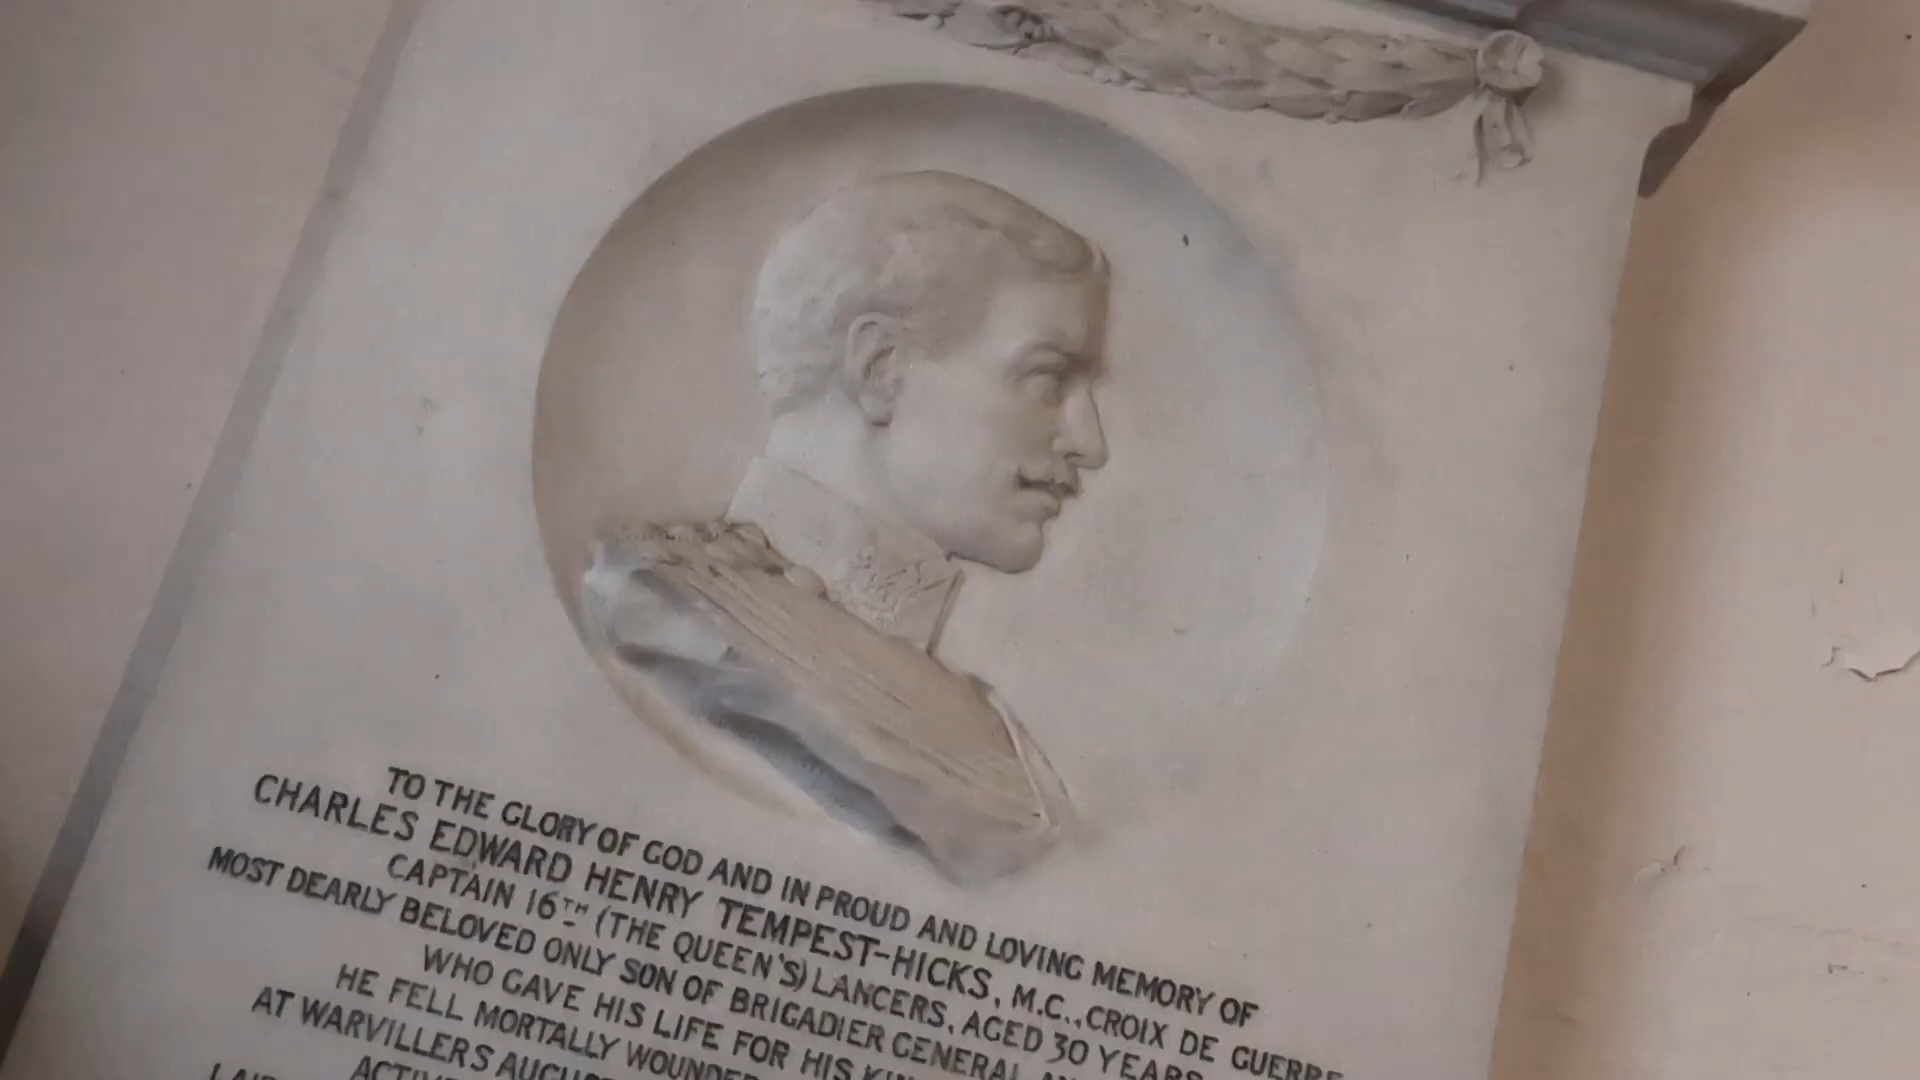 TO THE GLORY OF GOD AND IN PROUD AND LOVING MEMORY OF
CHARLES EDWARD HENRY TEMPEST-HICKS, M.C., CROIX DE GUERRE
CAPTAIN 16TH (THE QUEEN'S) LANCERS, AGED 30 YEARS
MOST DEARLY BELOVED ONLY SON OF BRIGADIER GENERAL
WHO GAVE HIS LIFE FOR HIS
HE FELL MORTALLY
AT WARVILLERS